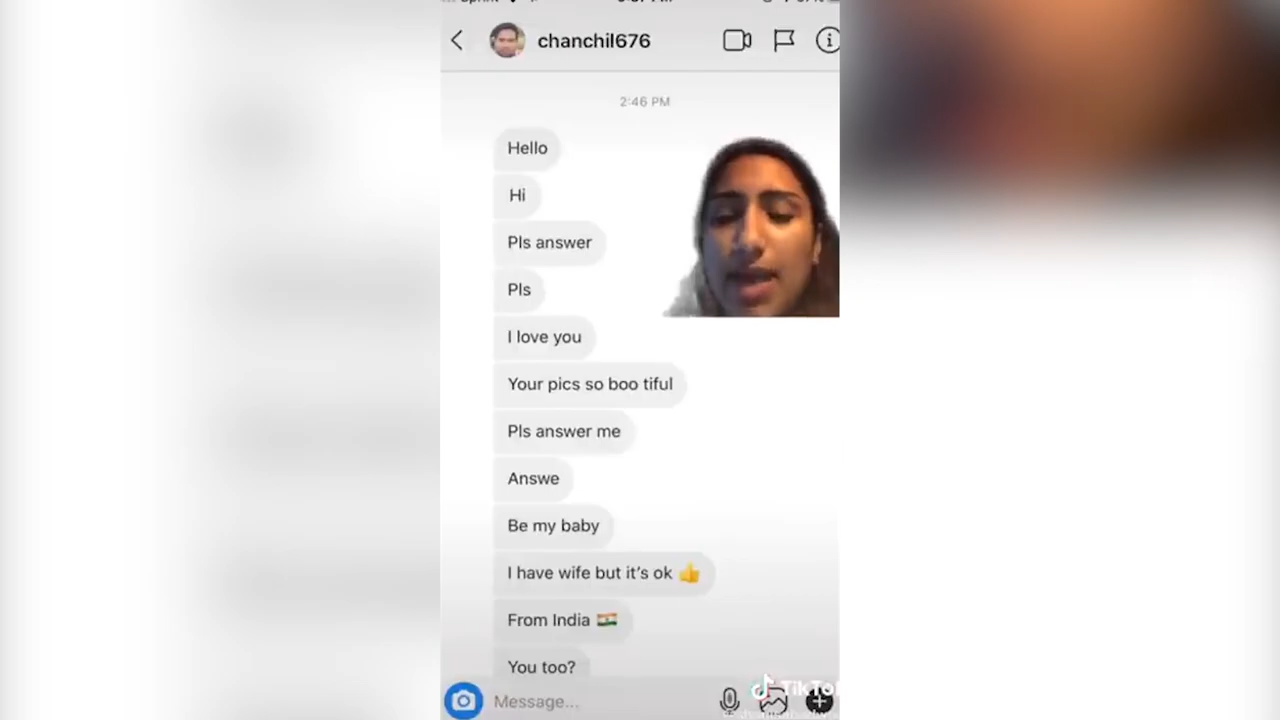 chanchil676
2:46 PM
Hello
Hi
Pls answer
Pls
I love you
Your pics so boo tiful
Pls answer me
Answe
Be my baby
I have wife but it's ok 👍
From India 🇮🇳
You too?
Message...
TikTo